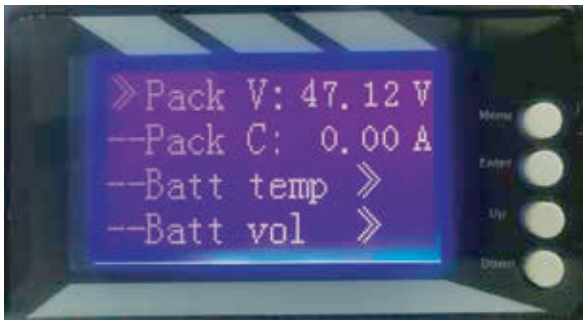 》Pack V: 47.12 V
--Pack C: 0.00 A
--Batt temp 》
--Batt vol 》
Menu
Enter
Up
Down